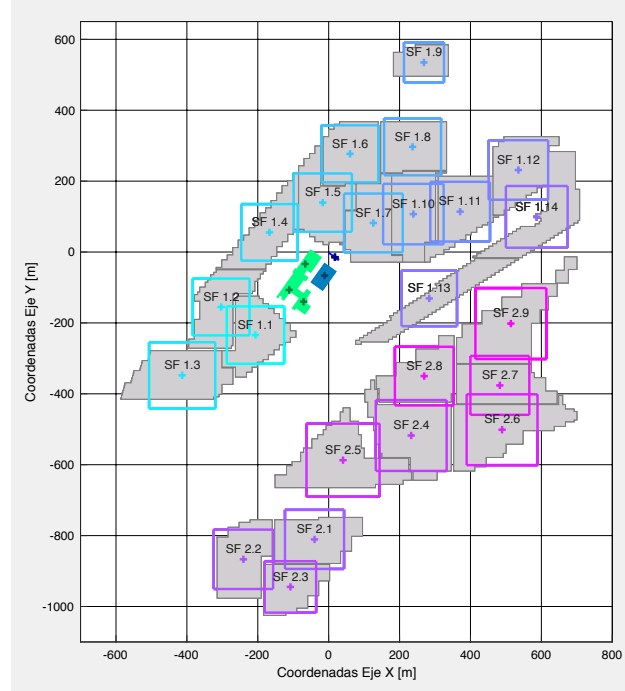 600
400
200
0
-200
-400
-600
-800
-1000
-600
-400
-200
0
200
400
600
800
Coordenadas Eje X [m]
Coordenadas Eje Y [m]
SF 1.9
SF 1.6
SF 1.8
SF 1.12
SF 1.5
SF 1.4
SF 1.7
SF 1.10
SF 1.11
SF 1.14
SF 1.2
SF 1.1
SF 1.13
SF 1.3
SF 2.9
SF 2.8
SF 2.7
SF 2.6
SF 2.4
SF 2.5
SF 2.1
SF 2.2
SF 2.3